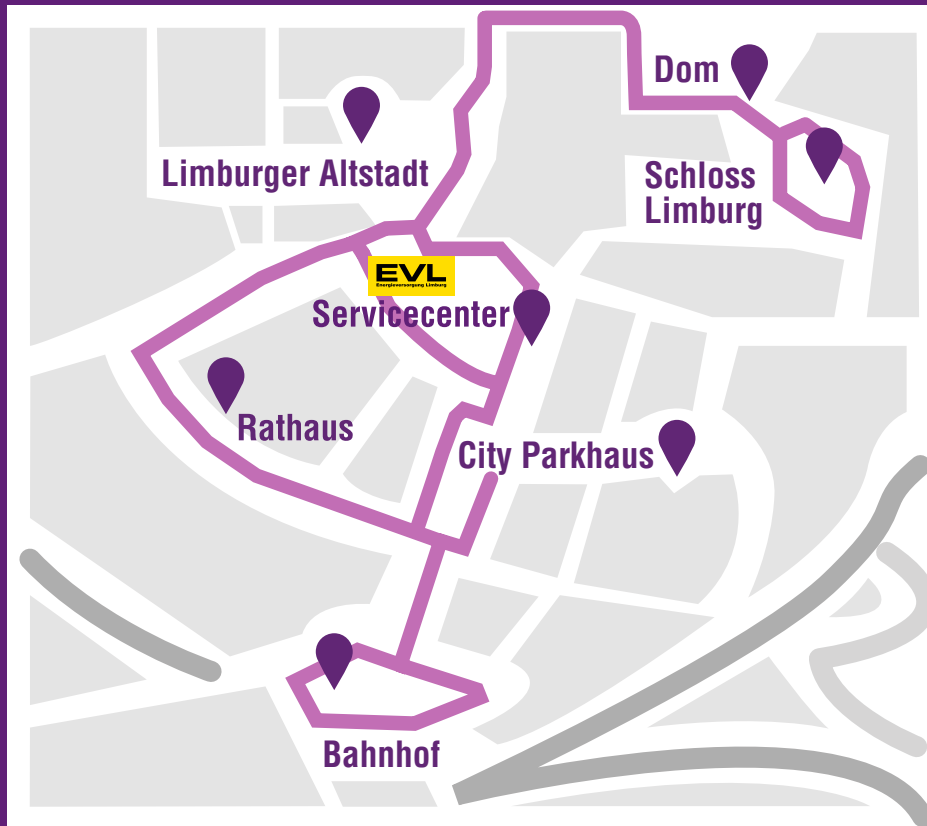 Dom
Limburger Altstadt
Schloss
Limburg
EVL
Energieversorgung Limburg
Servicecenter
Rathaus
City Parkhaus
Bahnhof